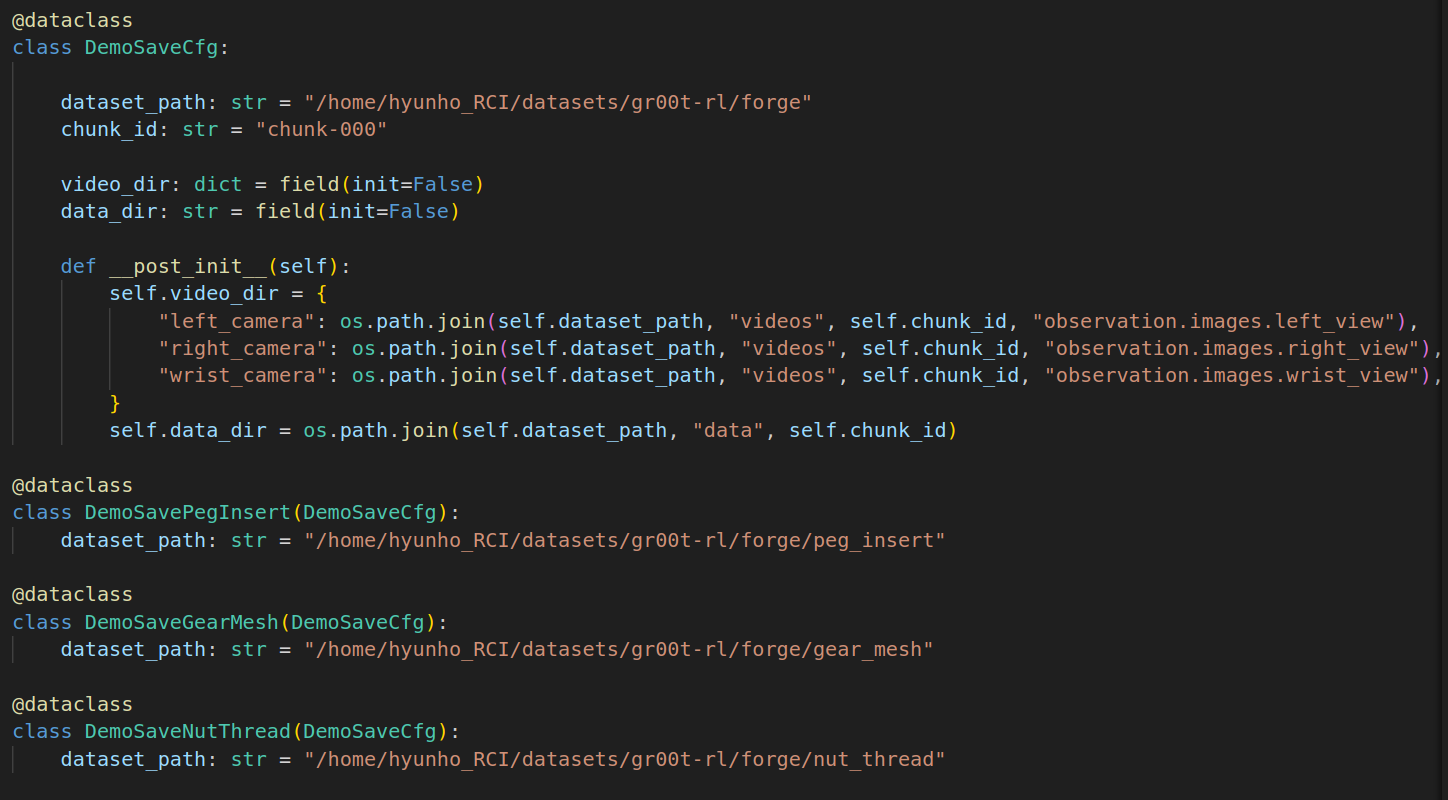 @dataclass
class DemoSaveCfg:
    dataset_path: str = "/home/hyunho_RCI/datasets/gr00t-rl/forge"
    chunk_id: str = "chunk-000"
    video_dir: dict = field(init=False)
    data_dir: str = field(init=False)
    def __post_init__(self):
        self.video_dir = {
            "left_camera": os.path.join(self.dataset_path, "videos", self.chunk_id, "observation.images.left_view"),
            "right_camera": os.path.join(self.dataset_path, "videos", self.chunk_id, "observation.images.right_view"),
            "wrist_camera": os.path.join(self.dataset_path, "videos", self.chunk_id, "observation.images.wrist_view"),
        }
        self.data_dir = os.path.join(self.dataset_path, "data", self.chunk_id)
@dataclass
class DemoSavePegInsert(DemoSaveCfg):
    dataset_path: str = "/home/hyunho_RCI/datasets/gr00t-rl/forge/peg_insert"
@dataclass
class DemoSaveGearMesh(DemoSaveCfg):
    dataset_path: str = "/home/hyunho_RCI/datasets/gr00t-rl/forge/gear_mesh"
@dataclass
class DemoSaveNutThread(DemoSaveCfg):
    dataset_path: str = "/home/hyunho_RCI/datasets/gr00t-rl/forge/nut_thread"